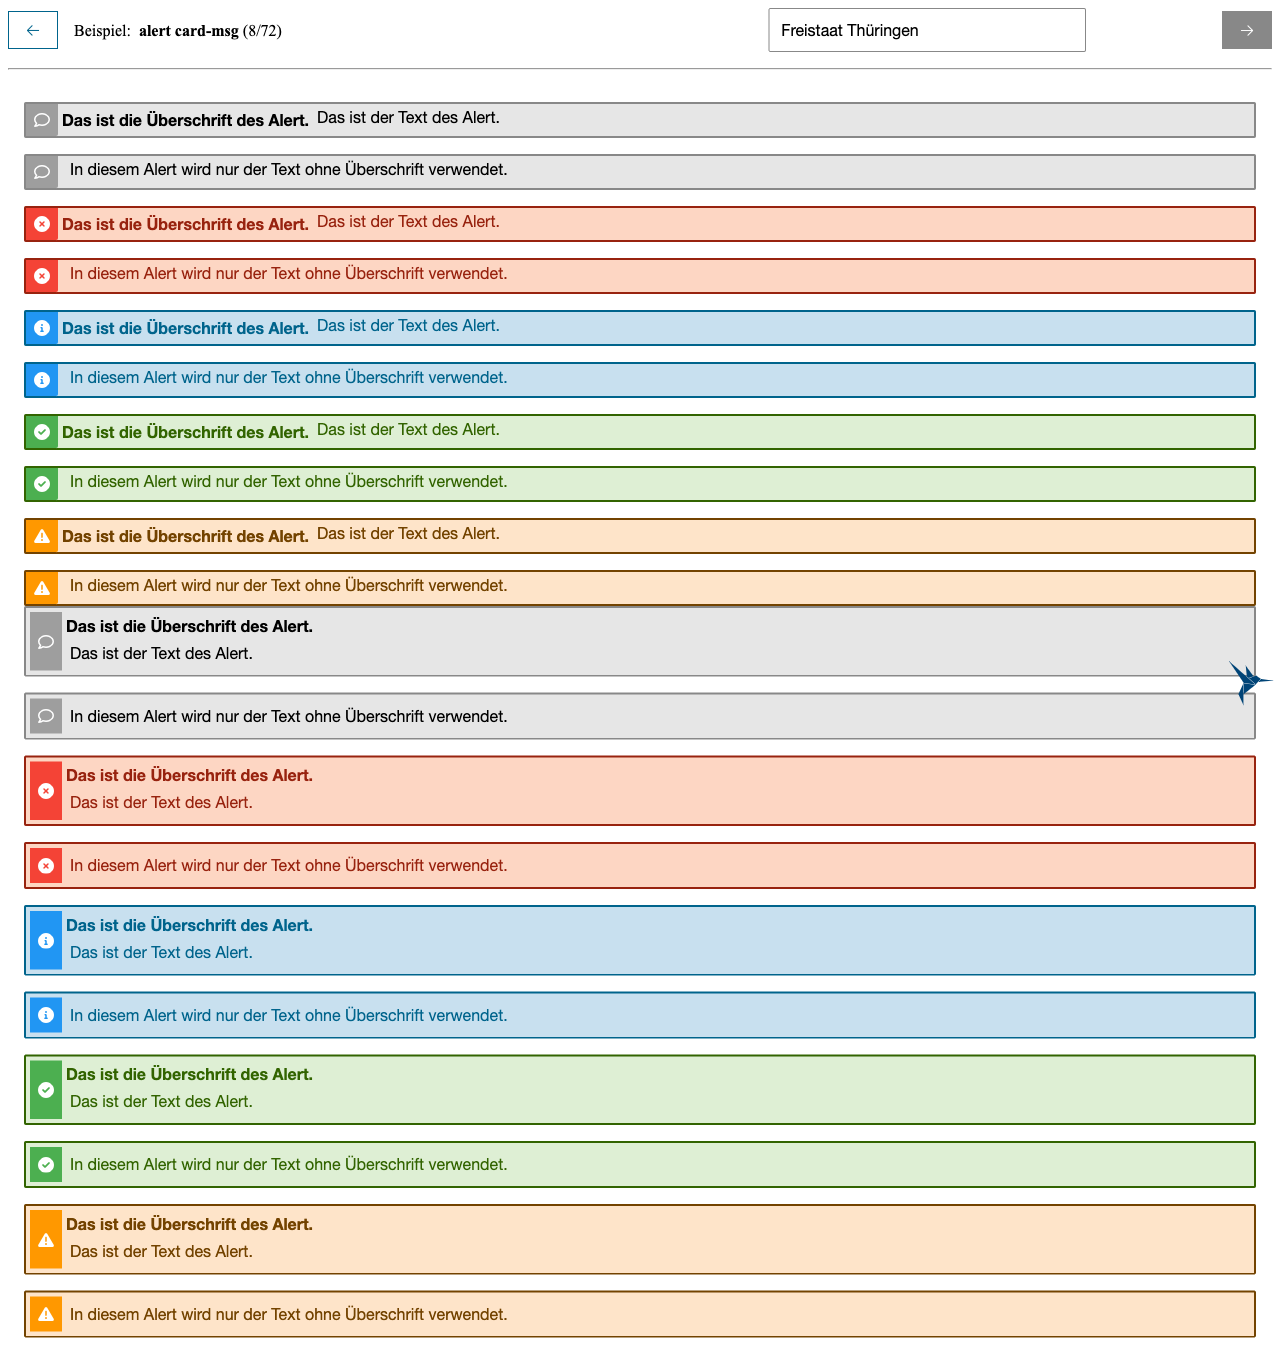 Beispiel: alert card-msg (8/72)
Freistaat Thüringen
Das ist die Überschrift des Alert. Das ist der Text des Alert.
In diesem Alert wird nur der Text ohne Überschrift verwendet.
Das ist die Überschrift des Alert. Das ist der Text des Alert.
In diesem Alert wird nur der Text ohne Überschrift verwendet.
Das ist die Überschrift des Alert. Das ist der Text des Alert.
In diesem Alert wird nur der Text ohne Überschrift verwendet.
Das ist die Überschrift des Alert. Das ist der Text des Alert.
In diesem Alert wird nur der Text ohne Überschrift verwendet.
Das ist die Überschrift des Alert. Das ist der Text des Alert.
In diesem Alert wird nur der Text ohne Überschrift verwendet.
Das ist die Überschrift des Alert.
Das ist der Text des Alert.
In diesem Alert wird nur der Text ohne Überschrift verwendet.
Das ist die Überschrift des Alert.
Das ist der Text des Alert.
In diesem Alert wird nur der Text ohne Überschrift verwendet.
Das ist die Überschrift des Alert.
Das ist der Text des Alert.
In diesem Alert wird nur der Text ohne Überschrift verwendet.
Das ist die Überschrift des Alert.
Das ist der Text des Alert.
In diesem Alert wird nur der Text ohne Überschrift verwendet.
Das ist die Überschrift des Alert.
Das ist der Text des Alert.
In diesem Alert wird nur der Text ohne Überschrift verwendet.